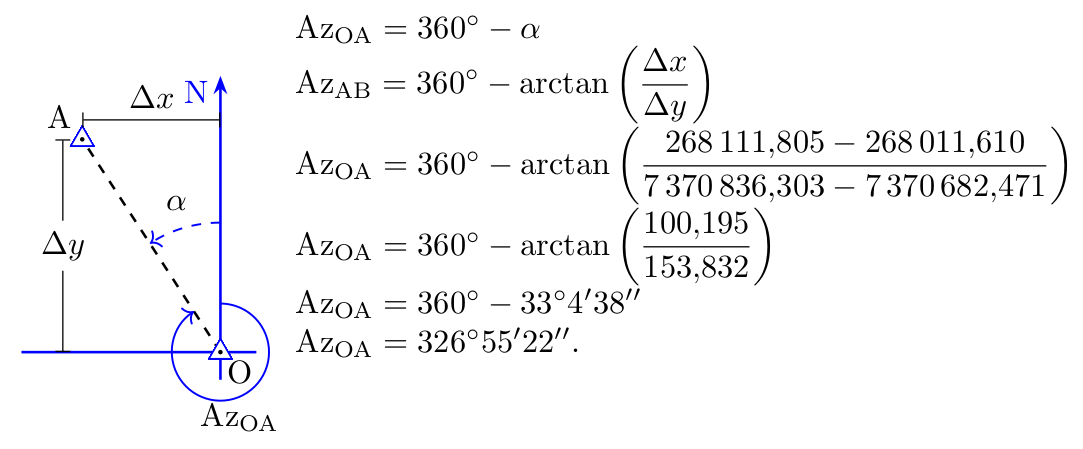 N
Δx
A
α
Δy
O
Az_OA
Az_OA = 360° − α
Az_AB = 360° − arctan (Δx / Δy)
Az_OA = 360° − arctan (268 111,805 − 268 011,610 / 7 370 836,303 − 7 370 682,471)
Az_OA = 360° − arctan (100,195 / 153,832)
Az_OA = 360° − 33°4′38″
Az_OA = 326°55′22″.